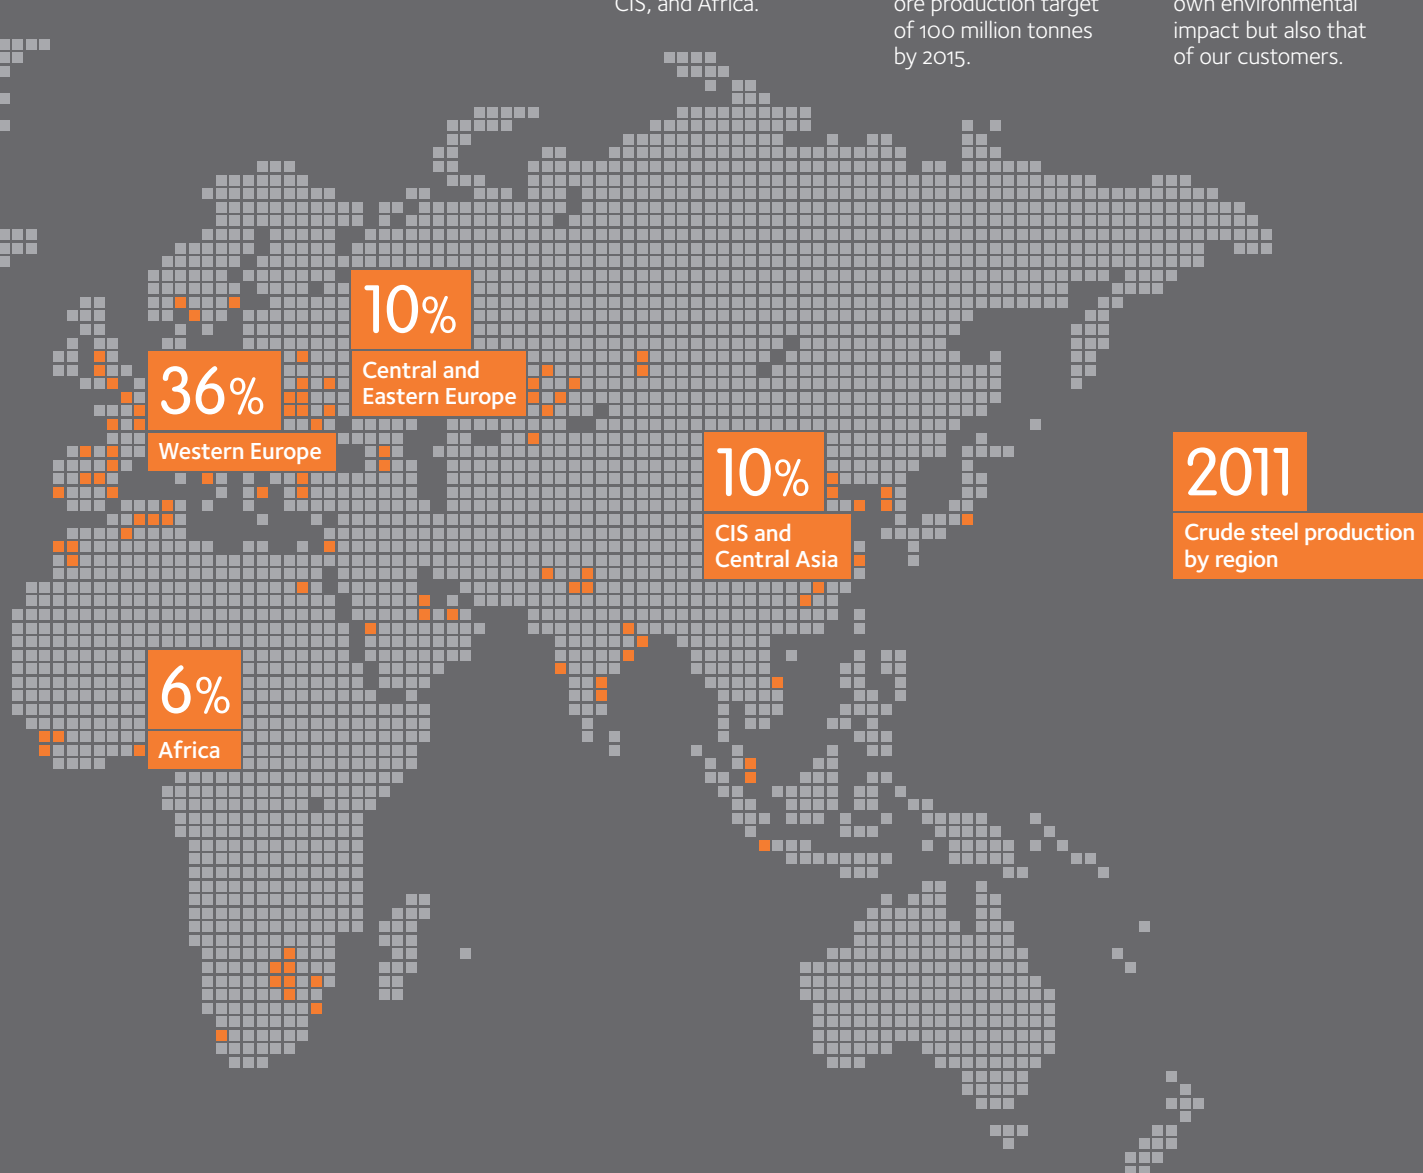 CIS, and Africa.
ore production target
of 100 million tonnes
by 2015.
own environmental
impact but also that
of our customers.
10%
Central and
Eastern Europe
36%
Western Europe
10%
CIS and
Central Asia
2011
Crude steel production
by region
6%
Africa